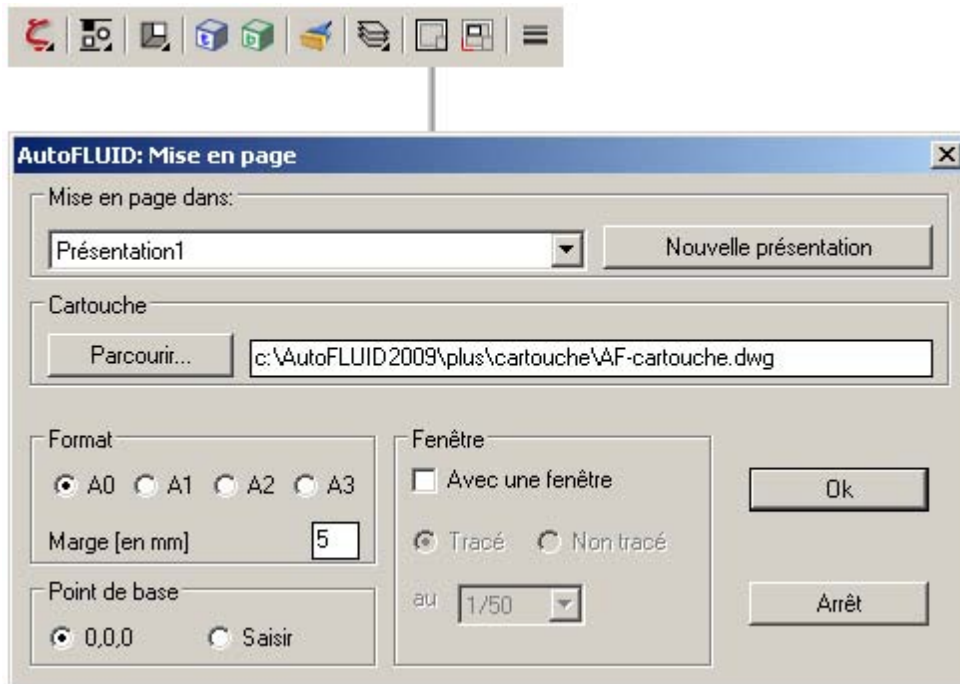 AutoFLUID: Mise en page
Mise en page dans:
Présentation1
Nouvelle présentation
Cartouche
Parcourir...
c:\AutoFLUID2009\plus\cartouche\AF-cartouche.dwg
Format
A0 A1 A2 A3
Marge [en mm] 5
Fenêtre
Avec une fenêtre
Tracé Non tracé
au 1/50
Point de base
0,0,0 Saisir
Ok
Arrêt